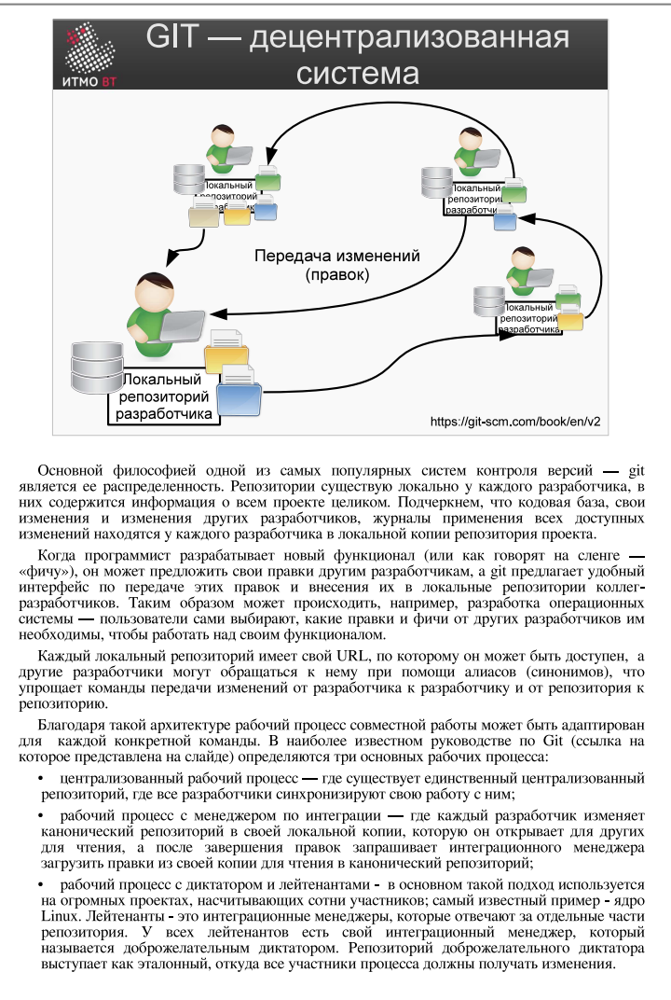 GIT — децентрализованная
система
ИТМО ВТ
Локальный
репозиторий
Локальный
репозиторий
разработчи
Передача изменений
(правок)
Локальный
репозиторий
разработчика
Локальный
репозиторий
разработчика
https://git-scm.com/book/en/v2
Основной философией одной из самых популярных систем контроля версий — git
является ее распределенность. Репозитории существую локально у каждого разработчика, в
них содержится информация о всем проекте целиком. Подчеркнем, что кодовая база, свои
изменения и изменения других разработчиков, журналы применения всех доступных
изменений находятся у каждого разработчика в локальной копии репозитория проекта.
Когда программист разрабатывает новый функционал (или как говорят на сленге —
«фичу»), он может предложить свои правки другим разработчикам, а git предлагает удобный
интерфейс по передаче этих правок и внесения их в локальные репозитории коллег-
разработчиков. Таким образом может происходить, например, разработка операционных
системы — пользователи сами выбирают, какие правки и фичи от других разработчиков им
необходимы, чтобы работать над своим функционалом.
Каждый локальный репозиторий имеет свой URL, по которому он может быть доступен, а
другие разработчики могут обращаться к нему при помощи алиасов (синонимов), что
упрощает команды передачи изменений от разработчика к разработчику и от репозитория к
репозиторию.
Благодаря такой архитектуре рабочий процесс совместной работы может быть адаптирован
для каждой конкретной команды. В наиболее известном руководстве по Git (ссылка на
которое представлена на слайде) определяются три основных рабочих процесса:
• централизованный рабочий процесс — где существует единственный централизованный
репозиторий, где все разработчики синхронизируют свою работу с ним;
• рабочий процесс с менеджером по интеграции — где каждый разработчик изменяет
канонический репозиторий в своей локальной копии, которую он открывает для других
для чтения, а после завершения правок запрашивает интеграционного менеджера
загрузить правки из своей копии для чтения в канонический репозиторий;
• рабочий процесс с диктатором и лейтенантами - в основном такой подход используется
на огромных проектах, насчитывающих сотни участников; самый известный пример - ядро
Linux. Лейтенанты - это интеграционные менеджеры, которые отвечают за отдельные части
репозитория. У всех лейтенантов есть свой интеграционный менеджер, который
называется доброжелательным диктатором. Репозиторий доброжелательного диктатора
выступает как эталонный, откуда все участники процесса должны получать изменения.